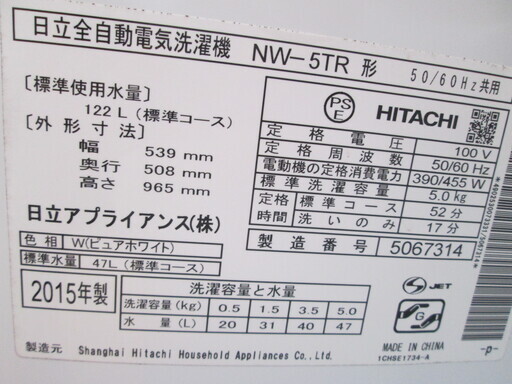 日立全自動電気洗濯機 NW-5TR 形 50/60Hz共用
[標準使用水量]
122 L (標準コース)
[外形寸法]
幅 539 mm
奥行 508 mm
高さ 965 mm
日立アプライアンス(株)
色相 W(ピュアホワイト)
標準水量 47L (標準コース)
PSE HITACHI
定格電圧 100 V
定格周波数 50/60 Hz
電動機の定格消費電力 390/455 W
標準洗濯容量 5.0kg
定格時間 標準コース 52分
洗いのみ 17分
製造番号 5067314
2015年製
洗濯容量と水量
洗濯容量(kg) 0.5 1.5 3.5 5.0
水量(L) 20 31 40 47
JET
G
MADE IN CHINA
製造元 Shanghai Hitachi Household Appliances Co.,Ltd.
1CHSE1734-A
-p-